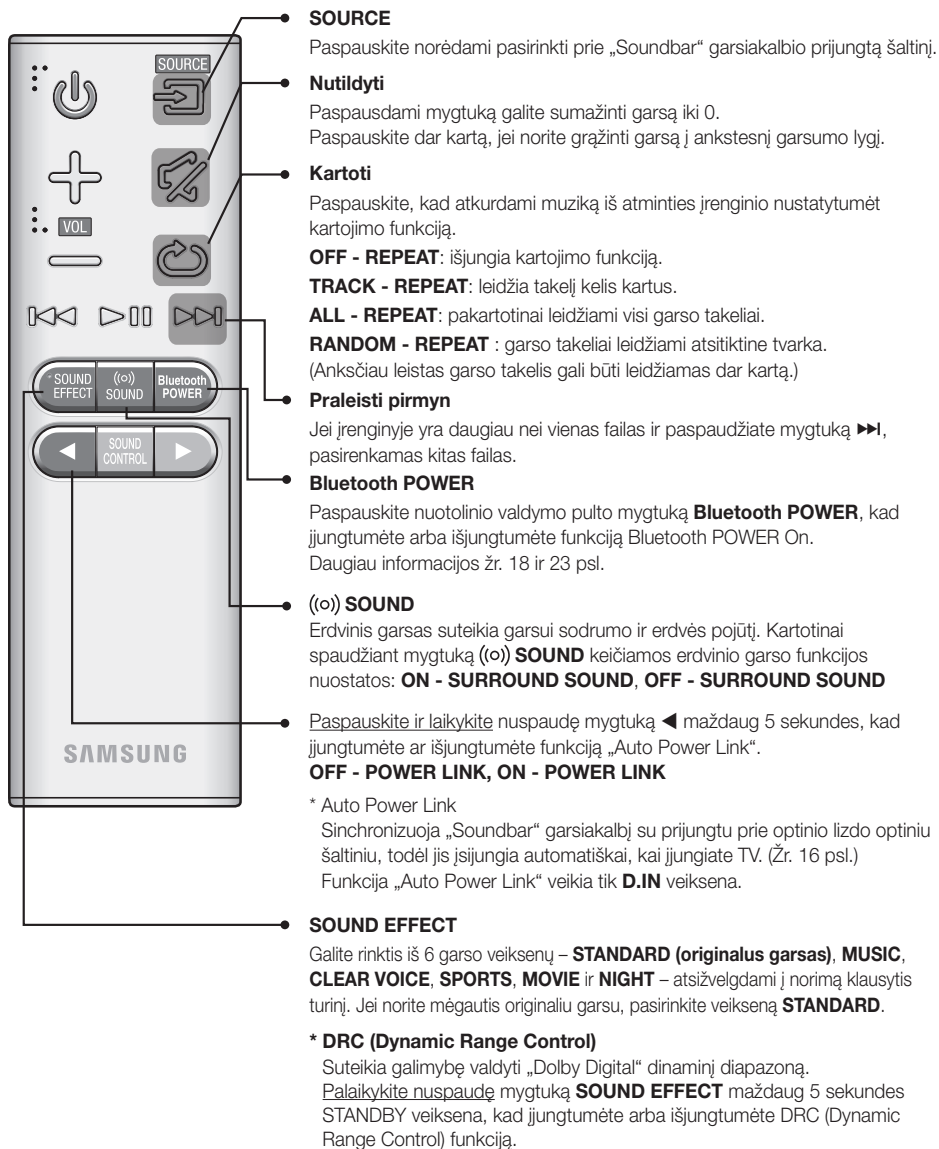 SOURCE
Paspauskite norėdami pasirinkti prie „Soundbar“ garsiakalbio prijungtą šaltinį.
Nutildyti
Paspausdami mygtuką galite sumažinti garsą iki 0.
Paspauskite dar kartą, jei norite grąžinti garsą į ankstesnį garsumo lygį.
Kartoti
Paspauskite, kad atkurdami muziką iš atminties įrenginio nustatytumėt
kartojimo funkciją.
OFF - REPEAT: išjungia kartojimo funkciją.
TRACK - REPEAT: leidžia takelį kelis kartus.
ALL - REPEAT: pakartotinai leidžiami visi garso takeliai.
RANDOM - REPEAT : garso takeliai leidžiami atsitiktine tvarka.
(Anksčiau leistas garso takelis gali būti leidžiamas dar kartą.)
Praleisti pirmyn
Jei įrenginyje yra daugiau nei vienas failas ir paspaudžiate mygtuką ▶▶|,
pasirenkamas kitas failas.
Bluetooth POWER
Paspauskite nuotolinio valdymo pulto mygtuką Bluetooth POWER, kad
įjungtumėte arba išjungtumėte funkciją Bluetooth POWER On.
Daugiau informacijos žr. 18 ir 23 psl.
((o)) SOUND
Erdvinis garsas suteikia garsui sodrumo ir erdvės pojūtį. Kartotinai
spaudžiant mygtuką ((o)) SOUND keičiamos erdvinio garso funkcijos
nuostatos: ON - SURROUND SOUND, OFF - SURROUND SOUND
Paspauskite ir laikykite nuspaudę mygtuką ◀ maždaug 5 sekundes, kad
įjungtumėte ar išjungtumėte funkciją „Auto Power Link“.
OFF - POWER LINK, ON - POWER LINK
* Auto Power Link
Sinchronizuoja „Soundbar“ garsiakalbį su prijungtu prie optinio lizdo optiniu
šaltiniu, todėl jis įsijungia automatiškai, kai įjungiate TV. (Žr. 16 psl.)
Funkcija „Auto Power Link“ veikia tik D.IN veiksena.
SOUND EFFECT
Galite rinktis iš 6 garso veiksenų – STANDARD (originalus garsas), MUSIC,
CLEAR VOICE, SPORTS, MOVIE ir NIGHT – atsižvelgdami į norimą klausytis
turinį. Jei norite mėgautis originaliu garsu, pasirinkite veikseną STANDARD.
* DRC (Dynamic Range Control)
Suteikia galimybę valdyti „Dolby Digital“ dinaminį diapazoną.
Palaikykite nuspaudę mygtuką SOUND EFFECT maždaug 5 sekundes
STANDBY veiksena, kad įjungtumėte arba išjungtumėte DRC (Dynamic
Range Control) funkciją.
SOURCE
VOL
* SOUND
EFFECT
((o))
SOUND
Bluetooth
POWER
SOUND
CONTROL
SAMSUNG